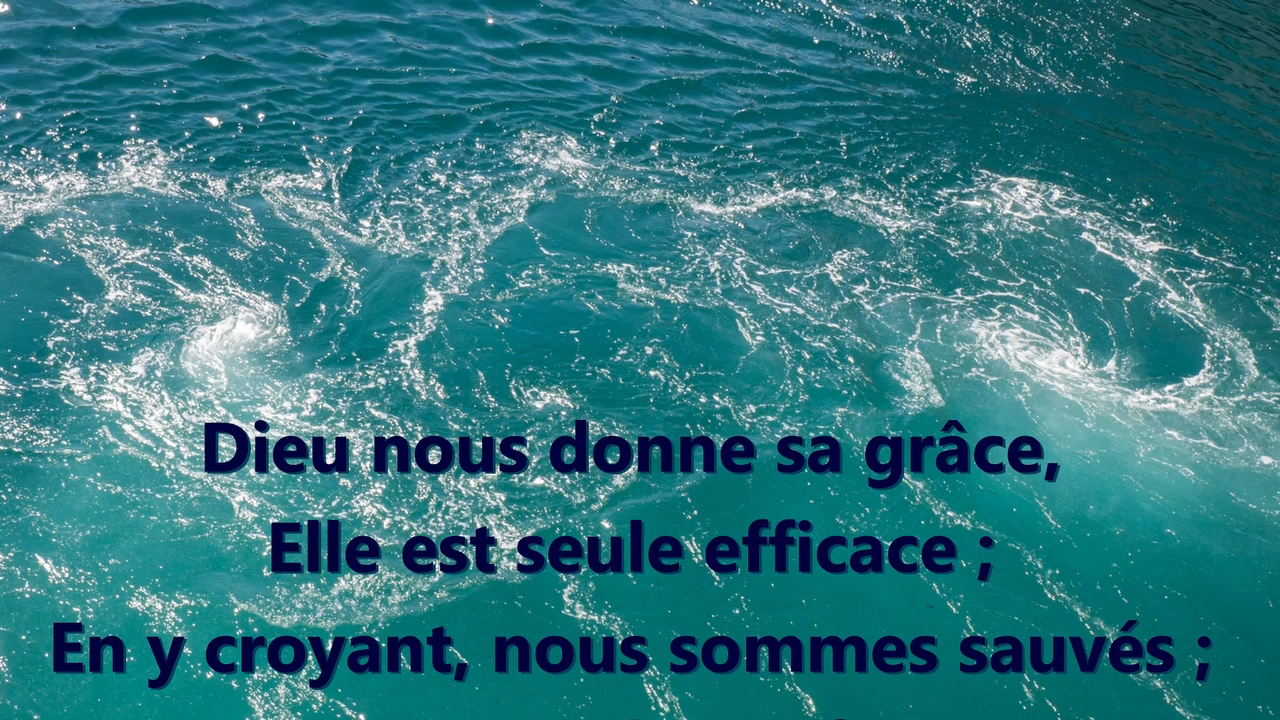 Dieu nous donne sa grâce,
Elle est seule efficace ;
En y croyant, nous sommes sauvés ;